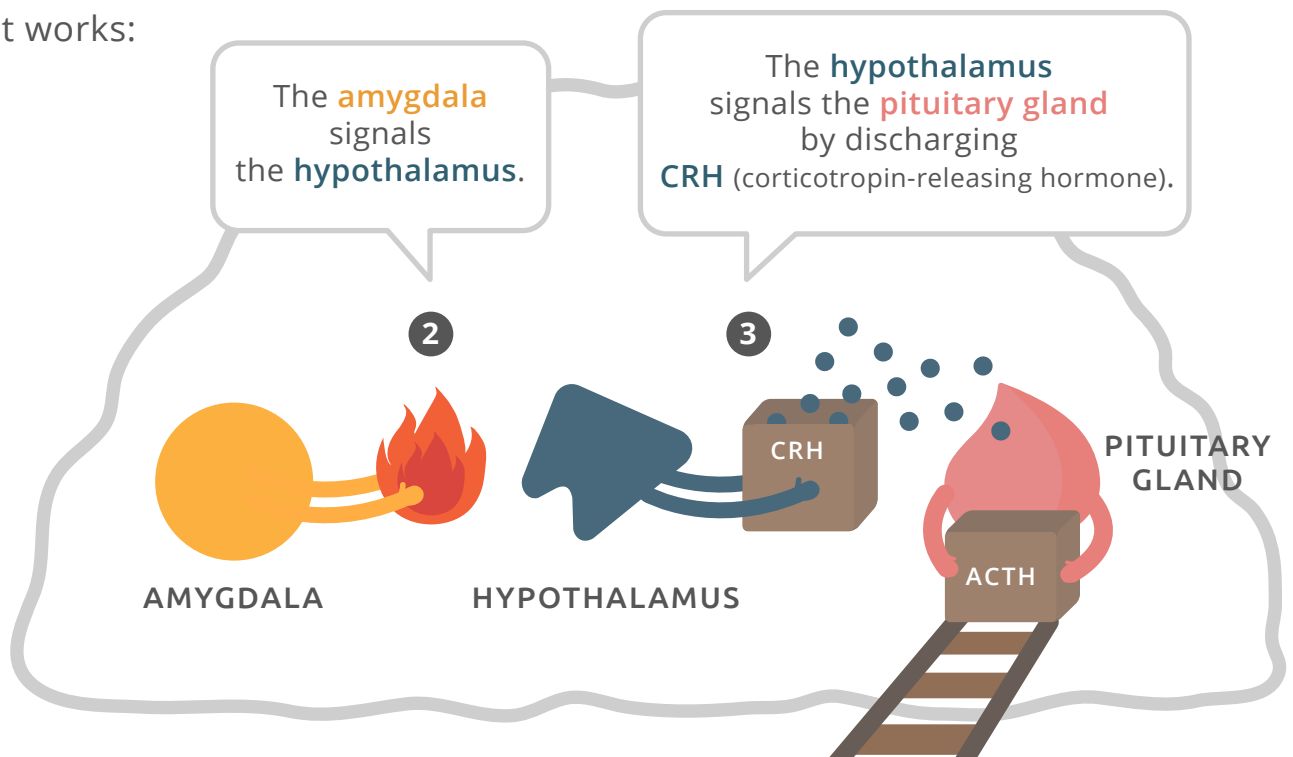 t works:
The amygdala
signals
the hypothalamus.
The hypothalamus
signals the pituitary gland
by discharging
CRH (corticotropin-releasing hormone).
2
3
CRH
PITUITARY
GLAND
ACTH
AMYGDALA
HYPOTHALAMUS